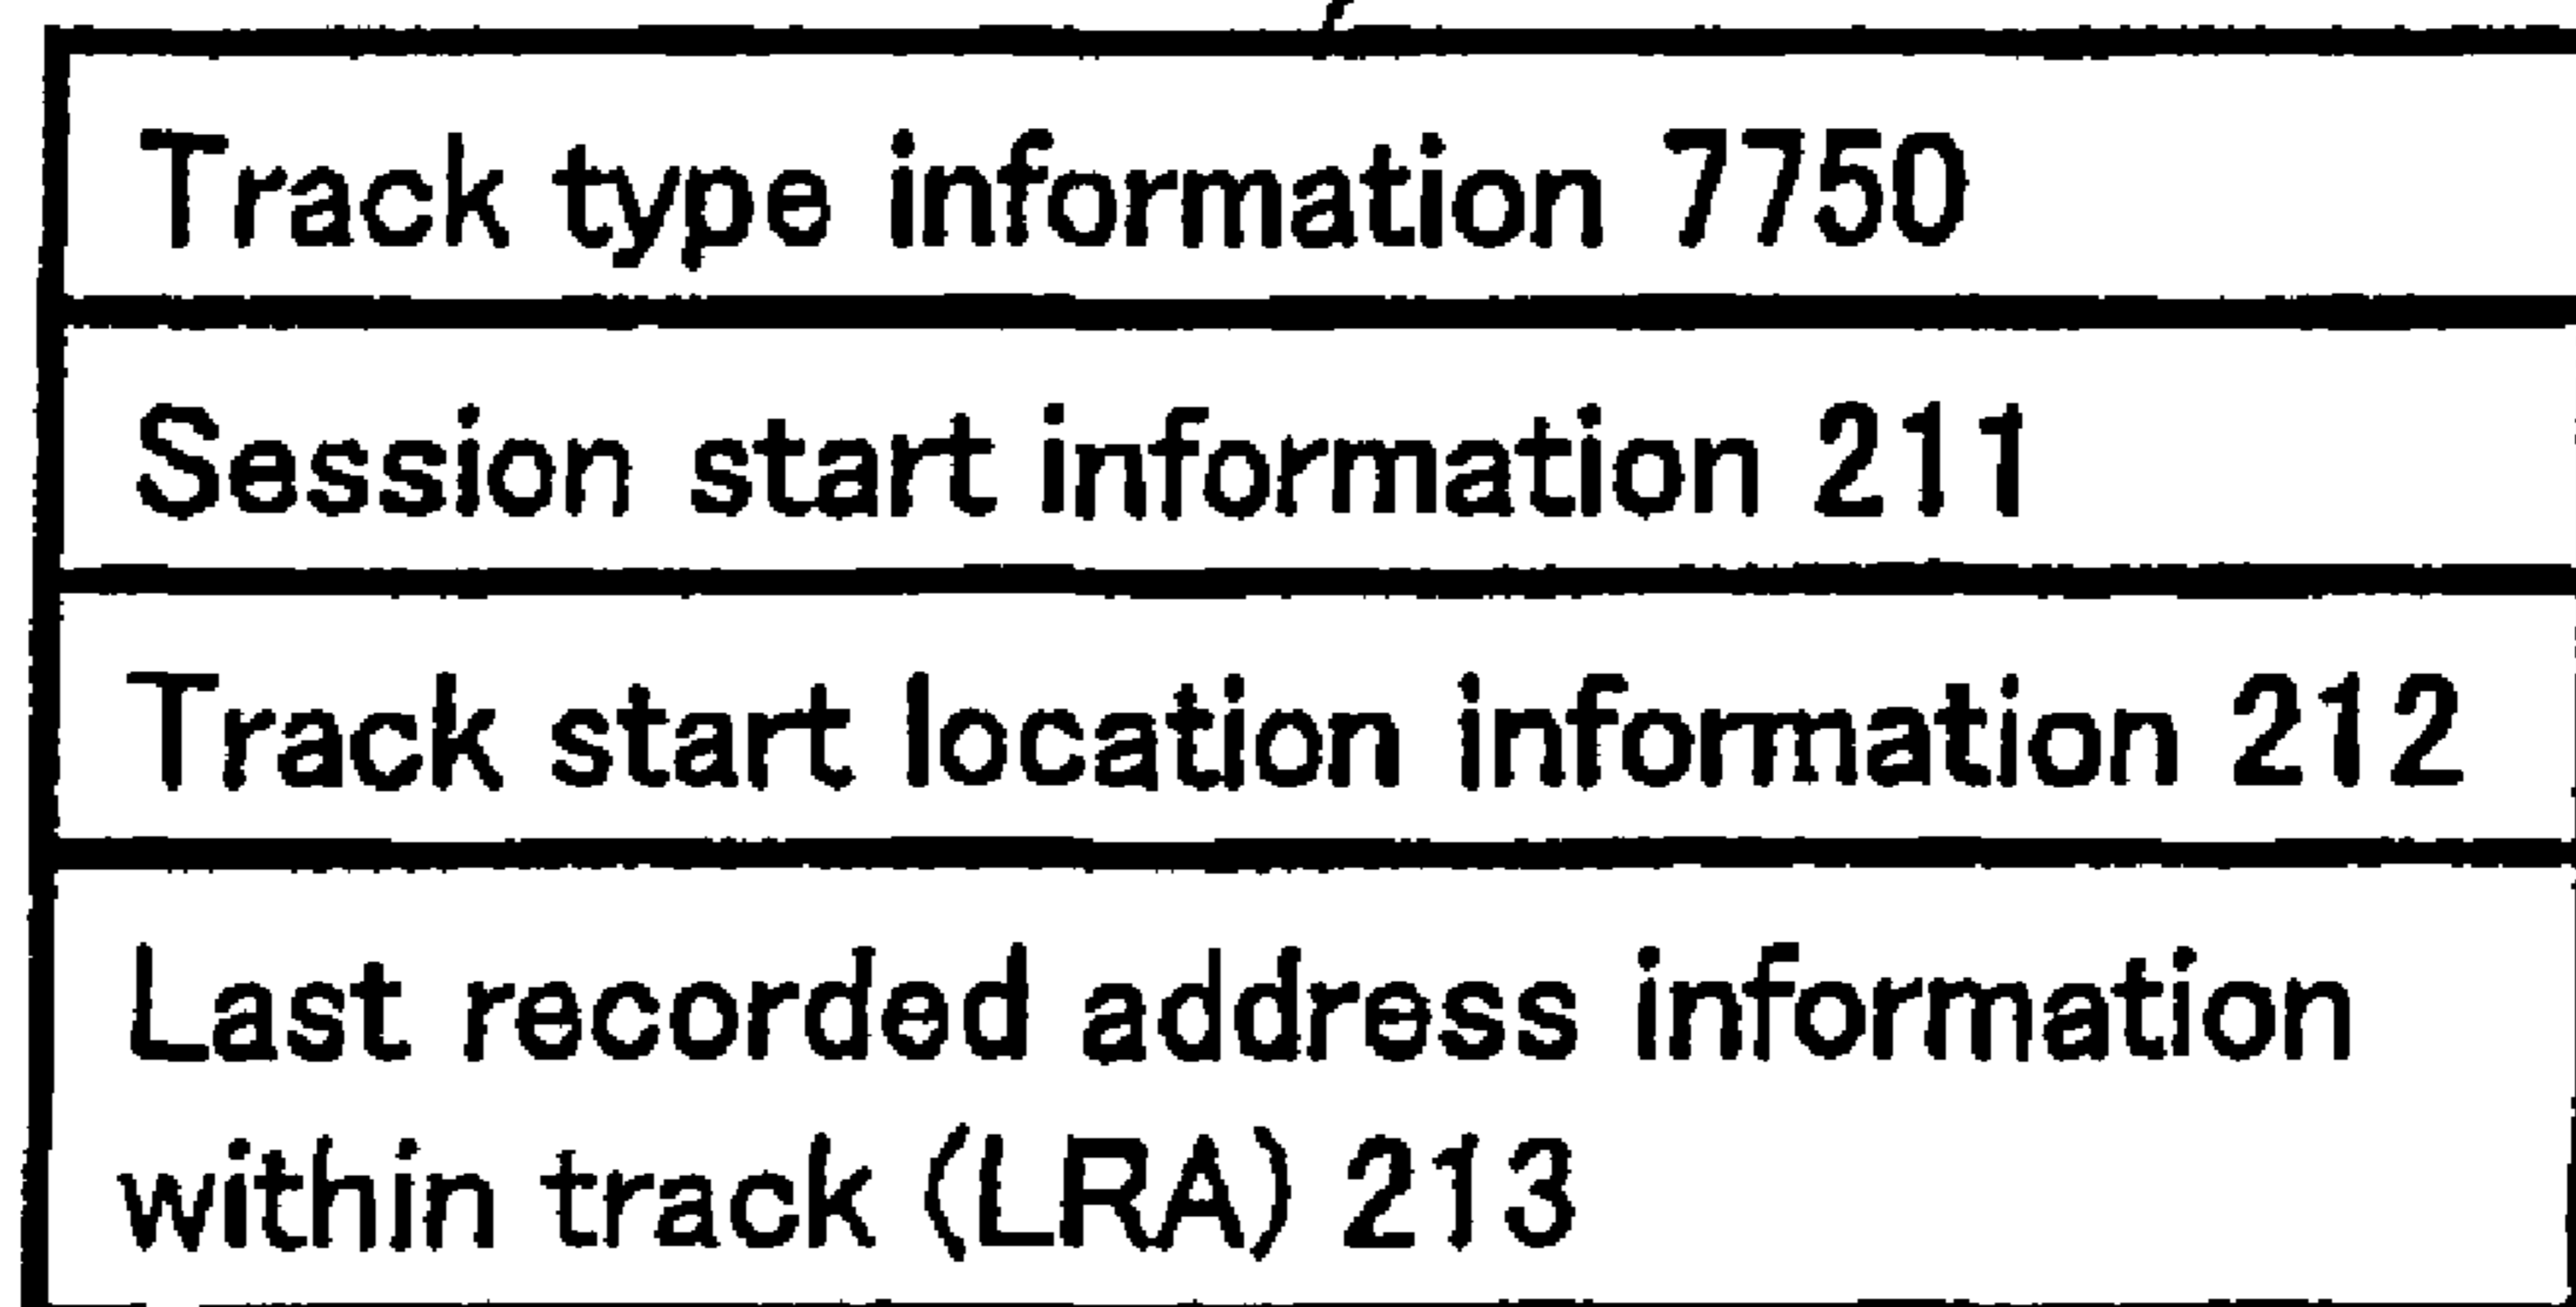 Track type information 7750
Session start information 211
Track start location information 212
Last recorded address information
within track (LRA) 213